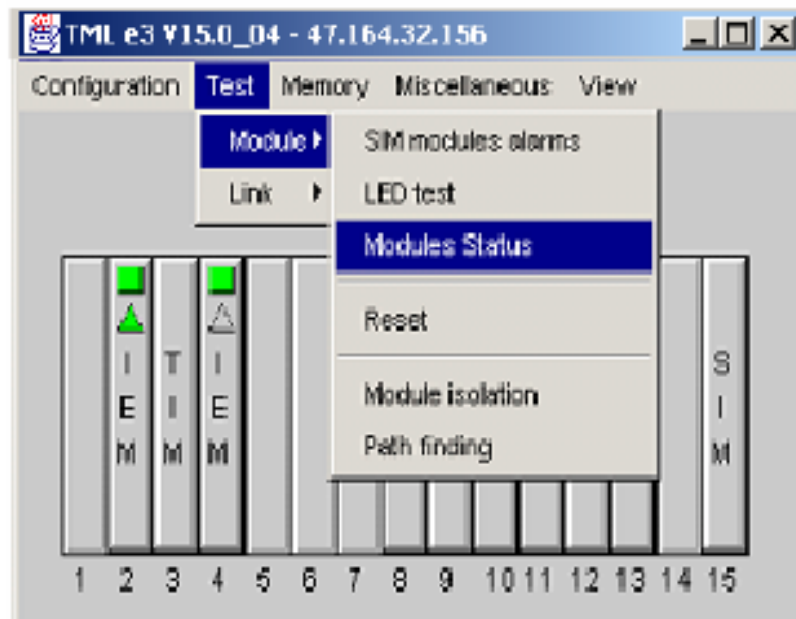 TML e3 V15.0_04 - 47.164.32.156
Configuration Test Memory Miscellaneous View
Module
Link
SIM modules alarms
LED test
Modules Status
Reset
Module isolation
Path finding
I E M
T I M
I E M
S I M
1 2 3 4 5 6 7 8 9 10 11 12 13 14 15